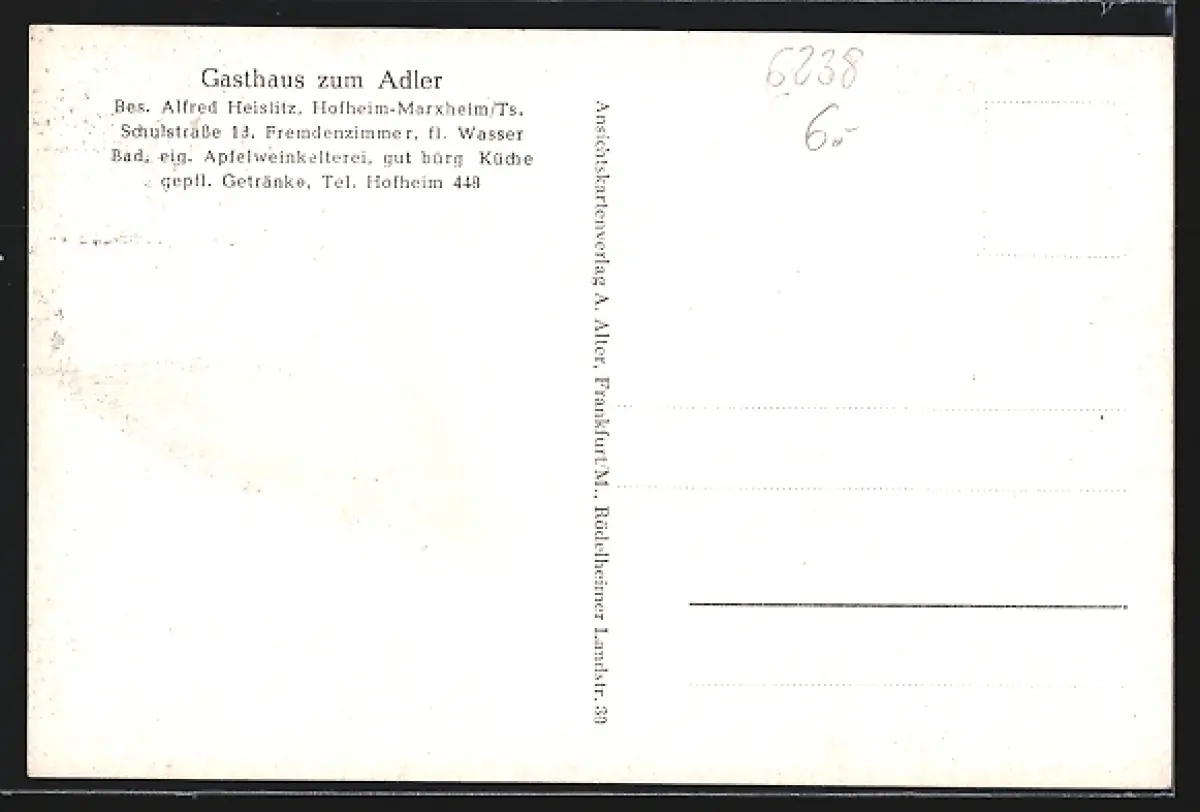 Gasthaus zum Adler
Bes. Alfred Heislitz, Hofheim-Marxheim/Ts.
Schulstraße 13, Fremdenzimmer, fl. Wasser
Bad, eig. Apfelweinkelterei, gut bürg Küche
gepfl. Getränke, Tel. Hofheim 448
Ansichtskartenverlag A. Alter, Frankfurt/M., Rödelheimer Landstr. 30
6238
6.-